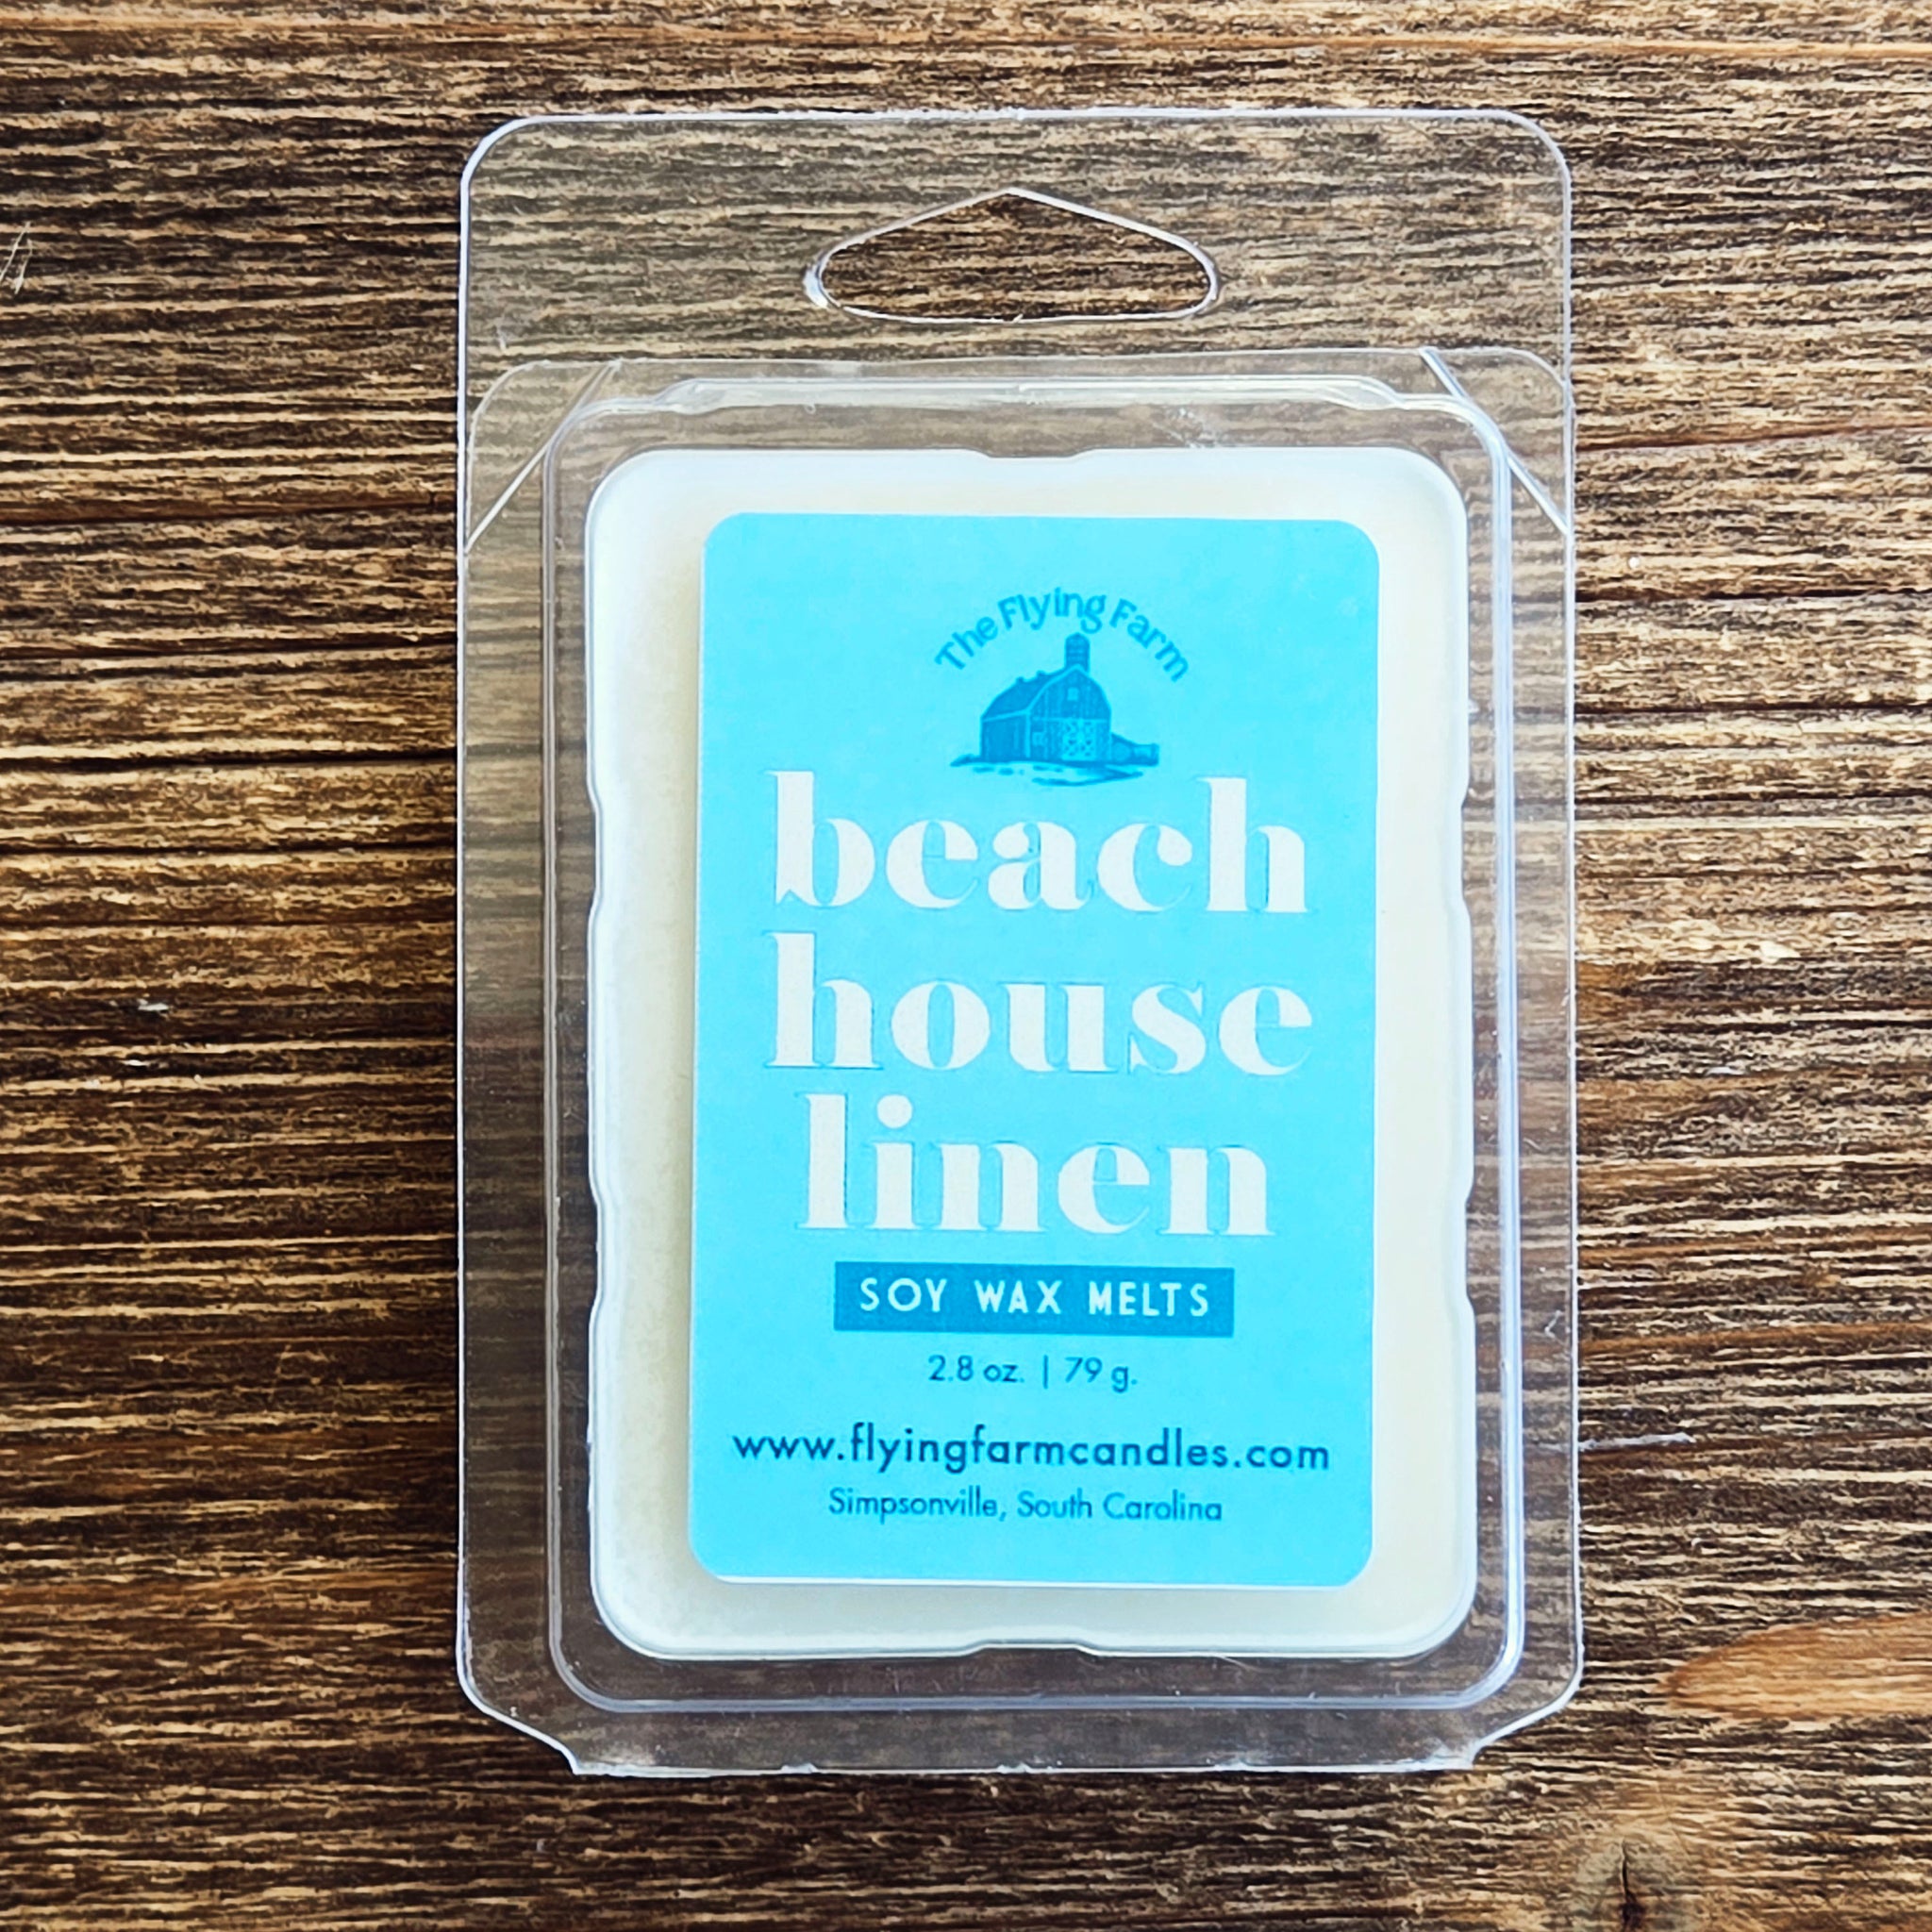 The Flying Farm
beach
house
linen
SOY WAX MELTS
2.8 oz. | 79 g.
www.flyingfarmcandles.com
Simpsonville, South Carolina